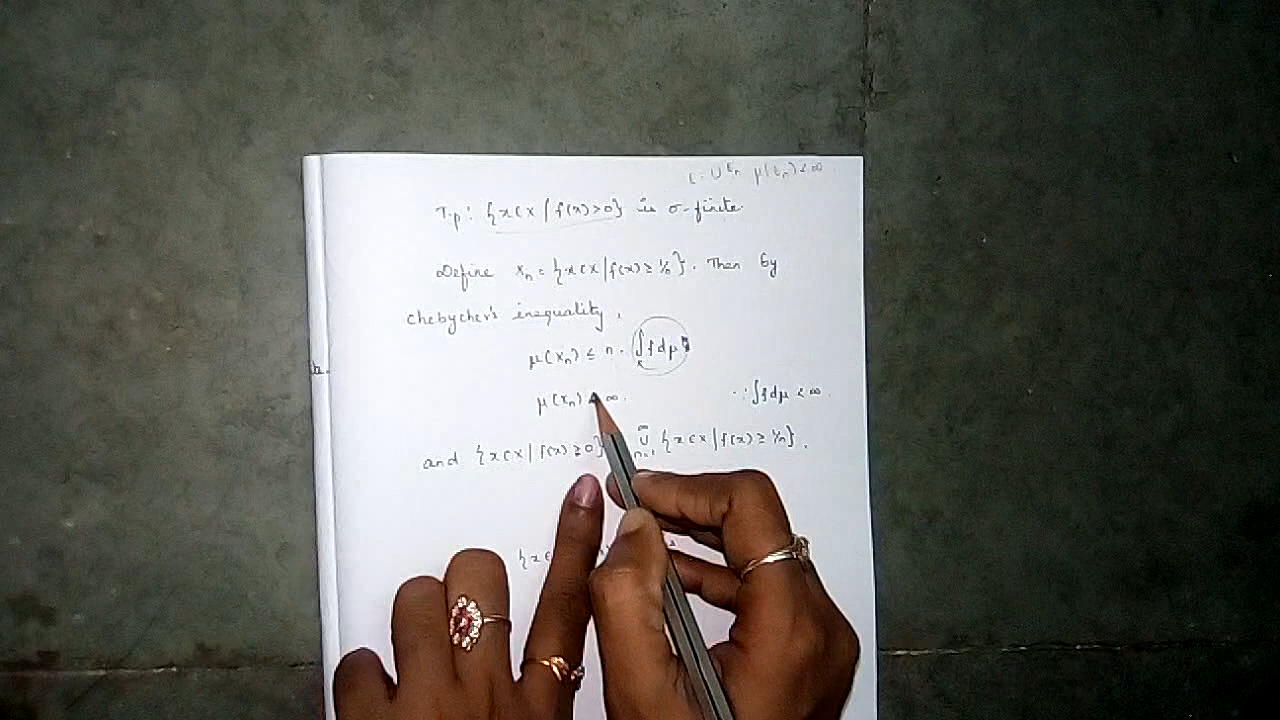 E = ∪ Eₙ μ(Eₙ) < ∞
T.p: {x∈X | f(x)>0} is σ-finite.
Define Xₙ = {x∈X | f(x) ≥ 1/n}. Then by
Chebychev's inequality,
μ(Xₙ) ≤ n. ∫ₓ f dμ
μ(Xₙ) < ∞. ∵ ∫f dμ < ∞.
and {x∈X | f(x) ≥ 0} ∪ₙ₌₁^∞ {x∈X | f(x) ≥ 1/n}.
{x∈